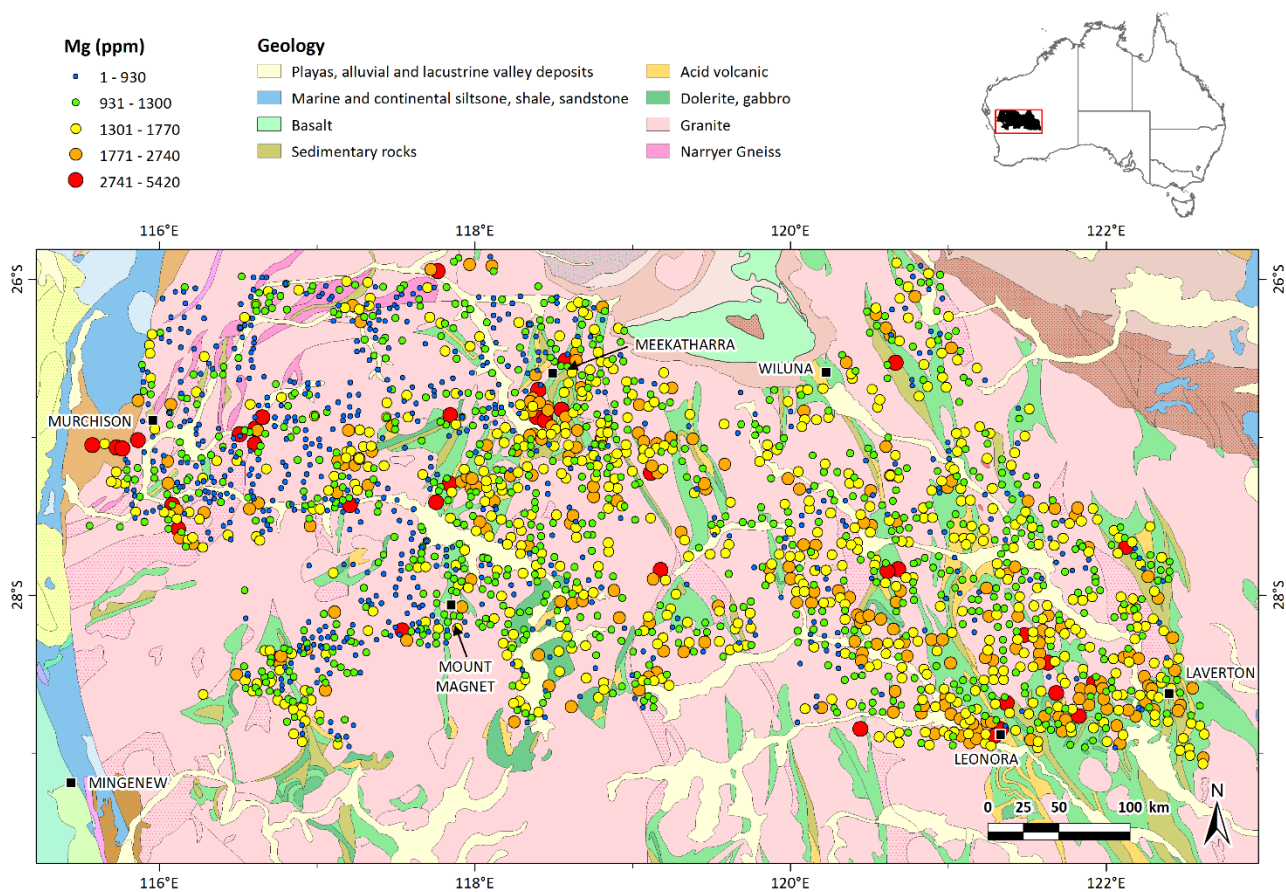 Mg (ppm)
1 - 930
931 - 1300
1301 - 1770
1771 - 2740
2741 - 5420
Geology
Playas, alluvial and lacustrine valley deposits
Marine and continental siltsone, shale, sandstone
Basalt
Sedimentary rocks
Acid volcanic
Dolerite, gabbro
Granite
Narryer Gneiss
116°E
118°E
120°E
122°E
26°S
26°S
MEEKATHARRA
WILUNA
MURCHISON
28°S
28°S
MOUNT
MAGNET
LAVERTON
LEONORA
MINGENEW
N
0 25 50 100 km
116°E
118°E
120°E
122°E